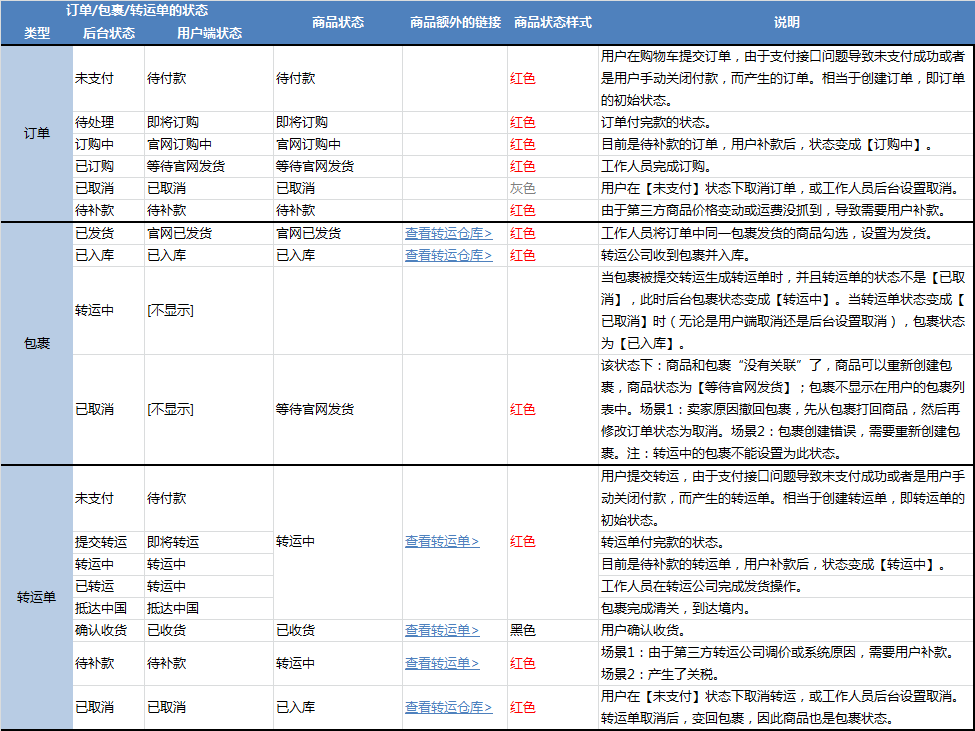 订单/包裹/转运单的状态
商品状态 商品额外的链接 商品状态样式 说明
类型 后台状态 用户端状态
订单
未支付 待付款 待付款 红色 用户在购物车提交订单，由于支付接口问题导致未支付成功或者
是用户手动关闭付款，而产生的订单。相当于创建订单，即订单
的初始状态。
待处理 即将订购 即将订购 红色 订单付完款的状态。
订购中 官网订购中 官网订购中 红色 目前是待补款的订单，用户补款后，状态变成【订购中】。
已订购 等待官网发货 等待官网发货 红色 工作人员完成订购。
已取消 已取消 已取消 灰色 用户在【未支付】状态下取消订单，或工作人员后台设置取消。
待补款 待补款 待补款 红色 由于第三方商品价格变动或运费没抓到，导致需要用户补款。
包裹
已发货 官网已发货 官网已发货 查看转运仓库> 红色 工作人员将订单中同一包裹发货的商品勾选，设置为发货。
已入库 已入库 已入库 查看转运仓库> 红色 转运公司收到包裹并入库。
转运中 [不显示] 当包裹被提交转运生成转运单时，并且转运单的状态不是【已取
消】，此时后台包裹状态变成【转运中】。当转运单状态变成【
已取消】时（无论是用户端取消还是后台设置取消），包裹状态
为【已入库】。
已取消 [不显示] 等待官网发货 红色 该状态下：商品和包裹“没有关联”了，商品可以重新创建包
裹，商品状态为【等待官网发货】；包裹不显示在用户的包裹列
表中。场景1：卖家原因撤回包裹，先从包裹打回商品，然后再
修改订单状态为取消。场景2：包裹创建错误，需要重新创建包
裹。注：转运中的包裹不能设置为此状态。
转运单
未支付 待付款 用户提交转运，由于支付接口问题导致未支付成功或者是用户手
动关闭付款，而产生的转运单。相当于创建转运单，即转运单的
初始状态。
提交转运 即将转运 转运中 查看转运单> 红色 转运单付完款的状态。
转运中 转运中 目前是待补款的转运单，用户补款后，状态变成【转运中】。
已转运 转运中 工作人员在转运公司完成发货操作。
抵达中国 抵达中国 包裹完成清关，到达境内。
确认收货 已收货 已收货 查看转运单> 黑色 用户确认收货。
待补款 待补款 转运中 查看转运单> 红色 场景1：由于第三方转运公司调价或系统原因，需要用户补款。
场景2：产生了关税。
已取消 已取消 已入库 查看转运仓库> 红色 用户在【未支付】状态下取消转运，或工作人员后台设置取消。
转运单取消后，变回包裹，因此商品也是包裹状态。